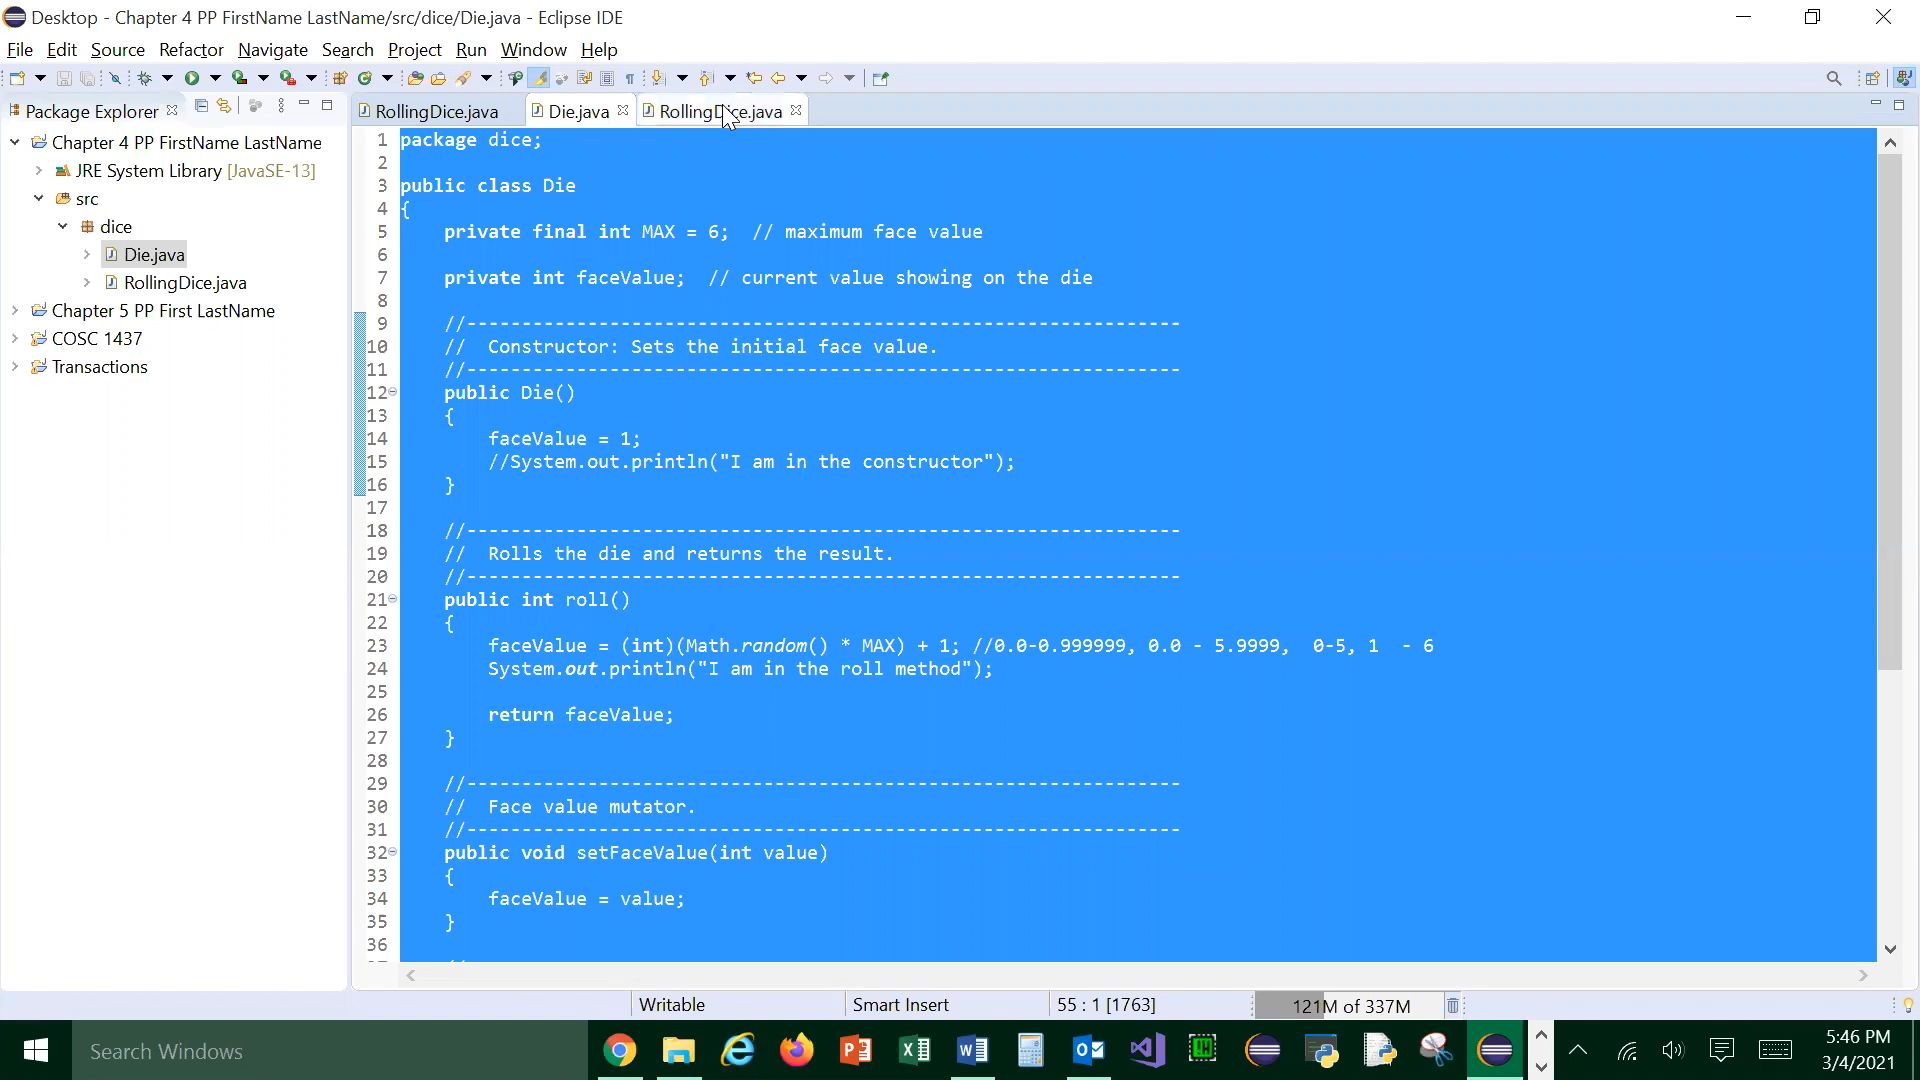 Desktop - Chapter 4 PP FirstName LastName/src/dice/Die.java - Eclipse IDE
File Edit Source Refactor Navigate Search Project Run Window Help
Package Explorer
RollingDice.java Die.java RollingDice.java
Chapter 4 PP FirstName LastName
JRE System Library [JavaSE-13]
src
dice
Die.java
RollingDice.java
Chapter 5 PP First LastName
COSC 1437
Transactions
1 package dice;
2
3 public class Die
4 {
5 private final int MAX = 6; // maximum face value
6
7 private int faceValue; // current value showing on the die
8
9 //-----------------------------------------------------------------
10 // Constructor: Sets the initial face value.
11 //-----------------------------------------------------------------
12 public Die()
13 {
14 faceValue = 1;
15 //System.out.println("I am in the constructor");
16 }
17
18 //-----------------------------------------------------------------
19 // Rolls the die and returns the result.
20 //-----------------------------------------------------------------
21 public int roll()
22 {
23 faceValue = (int)(Math.random() * MAX) + 1; //0.0-0.999999, 0.0 - 5.9999, 0-5, 1 - 6
24 System.out.println("I am in the roll method");
25
26 return faceValue;
27 }
28
29 //-----------------------------------------------------------------
30 // Face value mutator.
31 //-----------------------------------------------------------------
32 public void setFaceValue(int value)
33 {
34 faceValue = value;
35 }
36
Writable Smart Insert 55 : 1 [1763] 121M of 337M
Search Windows
5:46 PM
3/4/2021